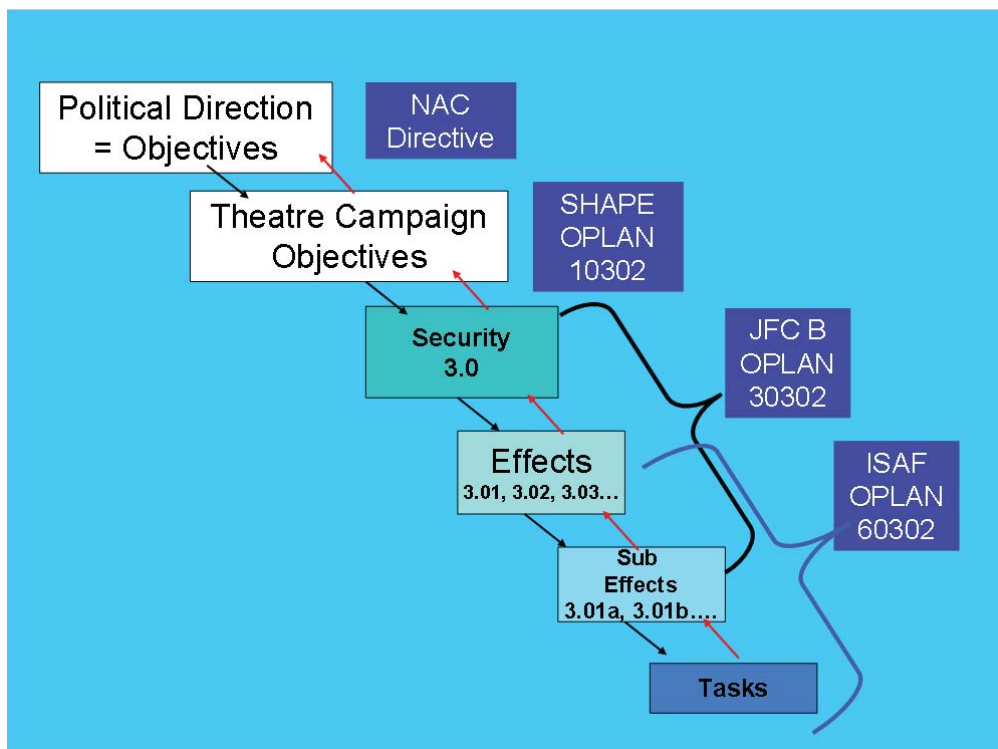 Political Direction
= Objectives
NAC
Directive
Theatre Campaign
Objectives
SHAPE
OPLAN
10302
Security
3.0
JFC B
OPLAN
30302
Effects
3.01, 3.02, 3.03...
ISAF
OPLAN
60302
Sub
Effects
3.01a, 3.01b....
Tasks